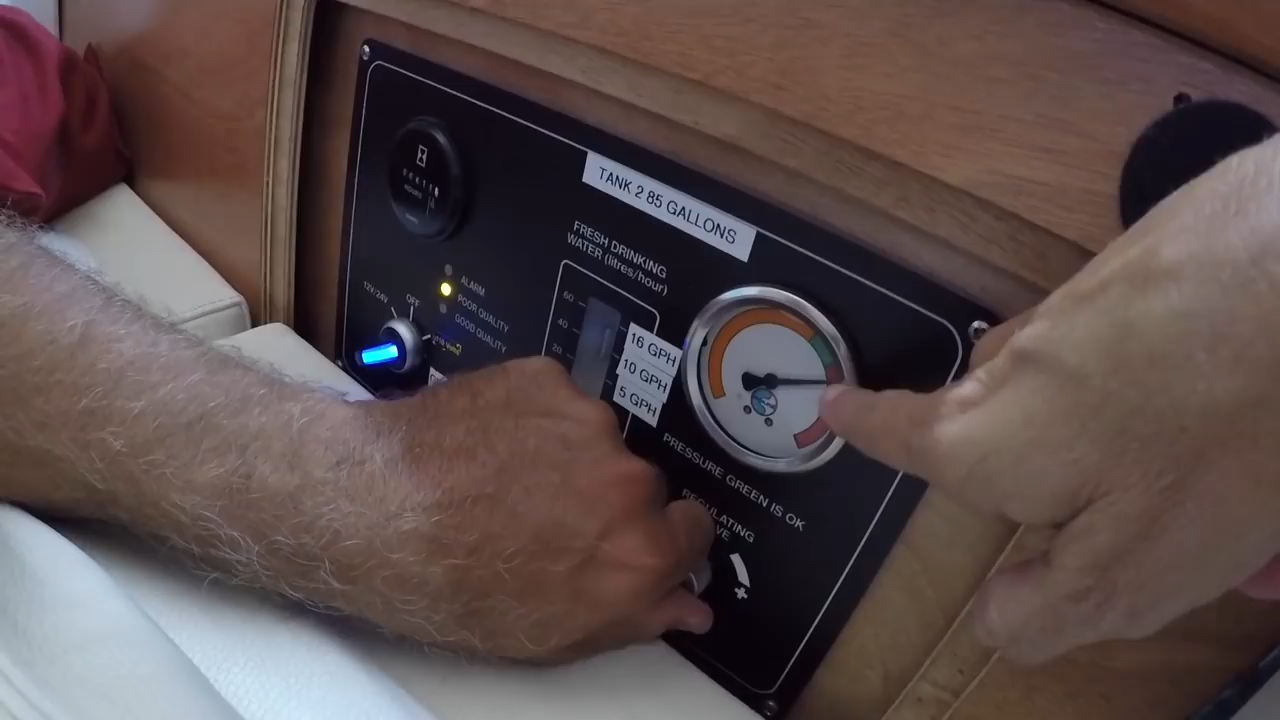 HOURS
TANK 2 85 GALLONS
FRESH DRINKING
WATER (litres/hour)
60
40
20
16 GPH
10 GPH
5 GPH
12V/24V
OFF
ALARM
POOR QUALITY
GOOD QUALITY
PRESSURE GREEN IS OK
REGULATING
+